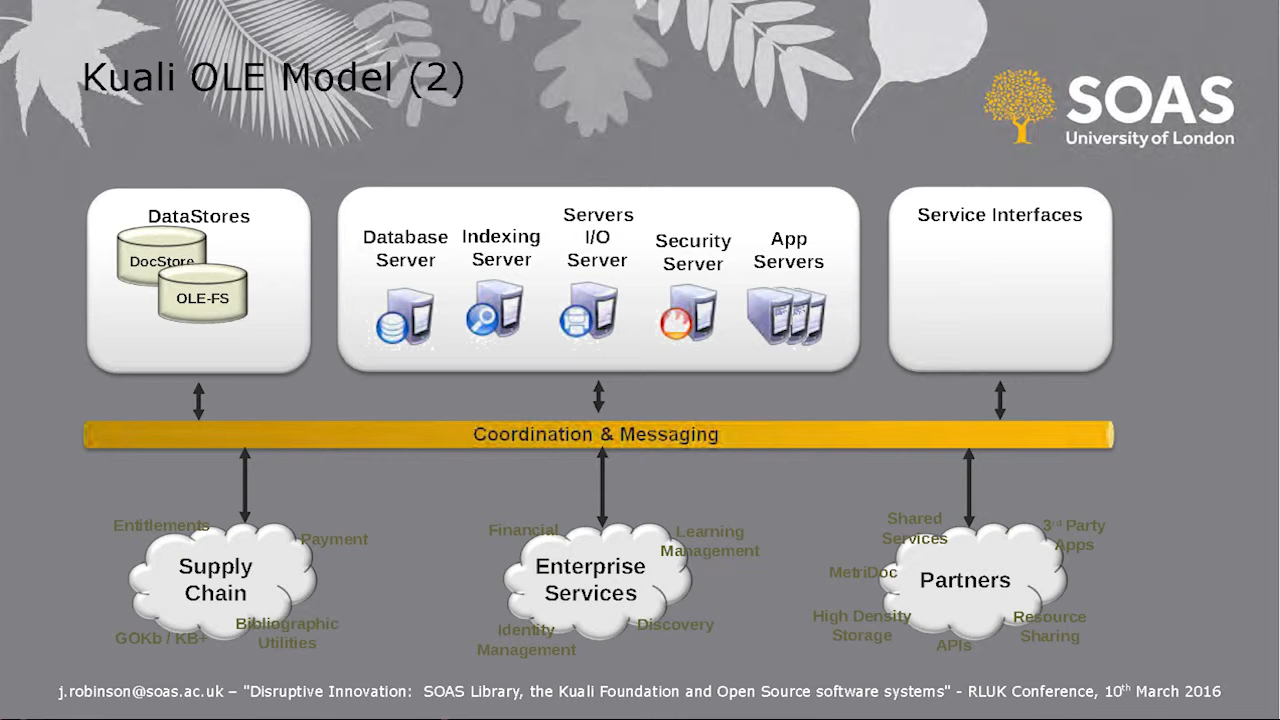 Kuali OLE Model (2)
SOAS
University of London
DataStores
DocStore
OLE-FS
Servers
Database
Server
Indexing
Server
I/O
Server
Security
Server
App
Servers
Service Interfaces
Coordination & Messaging
Entitlements
Payment
Supply
Chain
GOKb / KB+
Bibliographic
Utilities
Financial
Learning
Management
Enterprise
Services
Identity
Management
Discovery
Shared
Services
3rd Party
Apps
MetriDoc
Partners
High Density
Storage
APIs
Resource
Sharing
j.robinson@soas.ac.uk – "Disruptive Innovation:  SOAS Library, the Kuali Foundation and Open Source software systems" - RLUK Conference, 10th March 2016